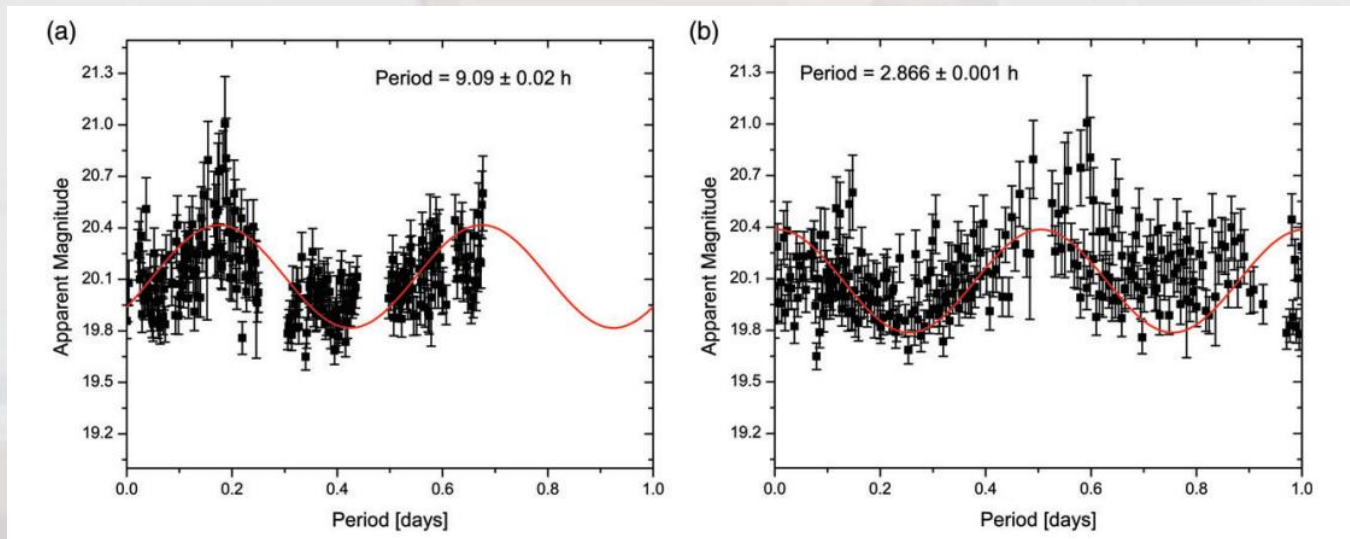 (a)
Period = 9.09 ± 0.02 h
Apparent Magnitude
21.3
21.0
20.7
20.4
20.1
19.8
19.5
19.2
0.0 0.2 0.4 0.6 0.8 1.0
Period [days]
(b)
Period = 2.866 ± 0.001 h
Apparent Magnitude
21.3
21.0
20.7
20.4
20.1
19.8
19.5
19.2
0.0 0.2 0.4 0.6 0.8 1.0
Period [days]